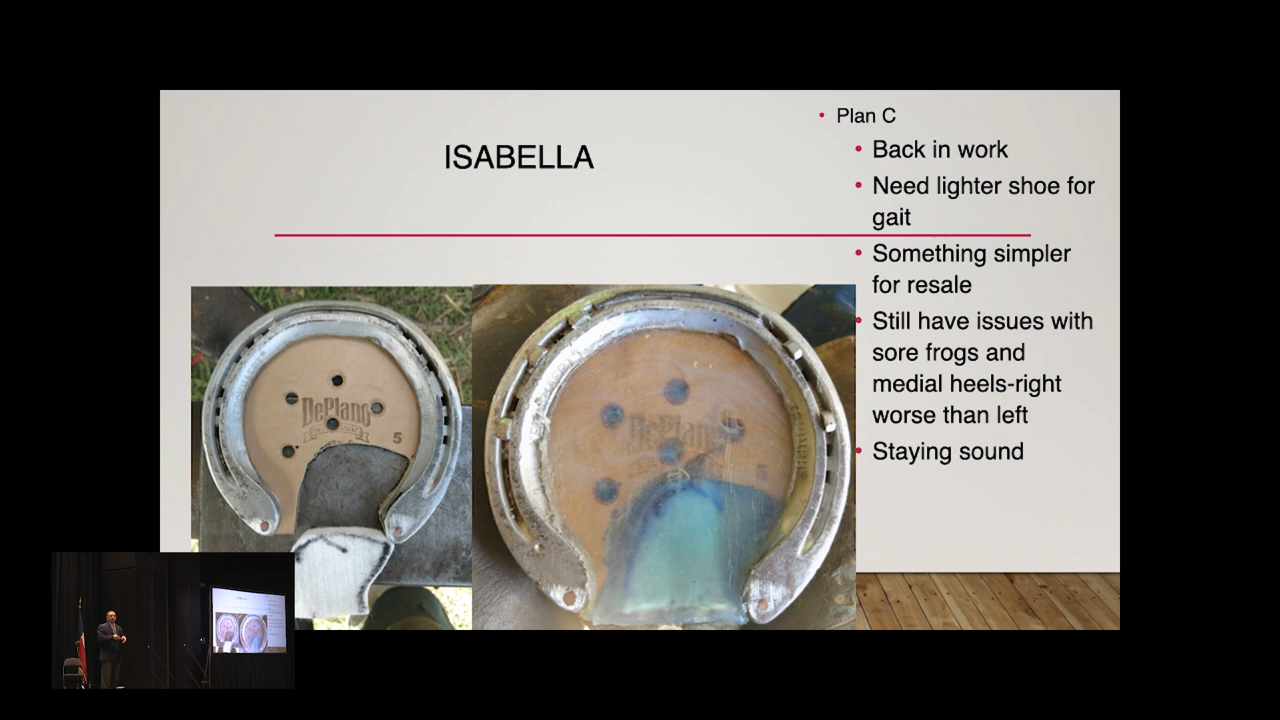 ISABELLA
Plan C
Back in work
Need lighter shoe for
gait
Something simpler
for resale
Still have issues with
sore frogs and
medial heels-right
worse than left
Staying sound
DePlano
5
DePlano
ISABELLA